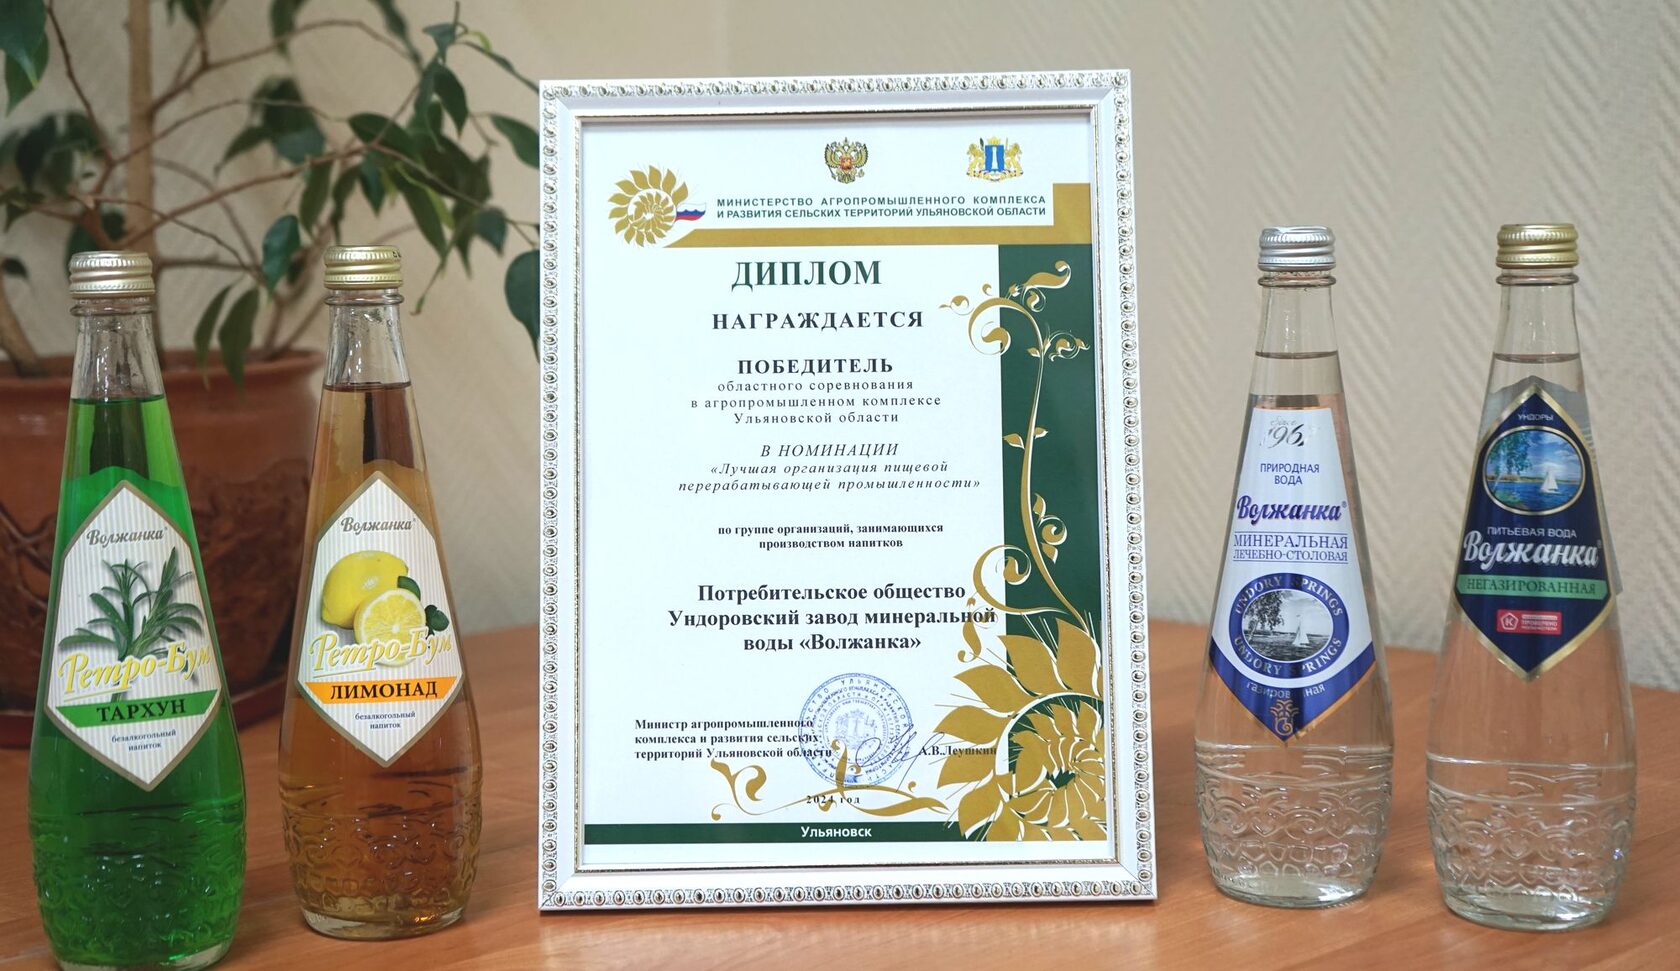 МИНИСТЕРСТВО АГРОПРОМЫШЛЕННОГО КОМПЛЕКСА
И РАЗВИТИЯ СЕЛЬСКИХ ТЕРРИТОРИЙ УЛЬЯНОВСКОЙ ОБЛАСТИ
ДИПЛОМ
НАГРАЖДАЕТСЯ
ПОБЕДИТЕЛЬ
областного соревнования
в агропромышленном комплексе
Ульяновской области
В НОМИНАЦИИ
«Лучшая организация пищевой
перерабатывающей промышленности»
по группе организаций, занимающихся
производством напитков
Потребительское общество
Ундоровский завод минеральной
воды «Волжанка»
Министр агропромышленного
комплекса и развития сельских
территорий Ульяновской области
А.В.Леушкин
2024 год
Ульяновск
Волжанка
Ретро-Бум
ТАРХУН
безалкогольный
напиток
Волжанка
Ретро-Бум
ЛИМОНАД
безалкогольный
напиток
Since
ПРИРОДНАЯ
ВОДА
Волжанка®
МИНЕРАЛЬНАЯ
ЛЕЧЕБНО-СТОЛОВАЯ
UNDORY SPRINGS
UNDORY SPRINGS
газированная
УНДОРЫ
ПИТЬЕВАЯ ВОДА
Волжанка®
НЕГАЗИРОВАННАЯ